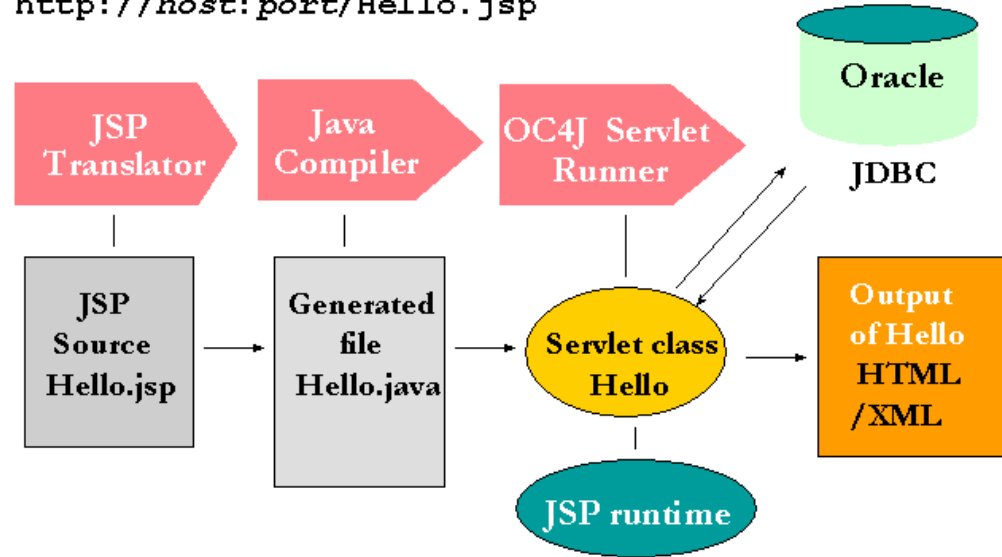 http://host:port/Hello.jsp
JSP
Translator
Java
Compiler
OC4J Servlet
Runner
Oracle
JDBC
JSP
Source
Hello.jsp
Generated
file
Hello.java
Servlet class
Hello
Output
of Hello
HTML
/XML
JSP runtime